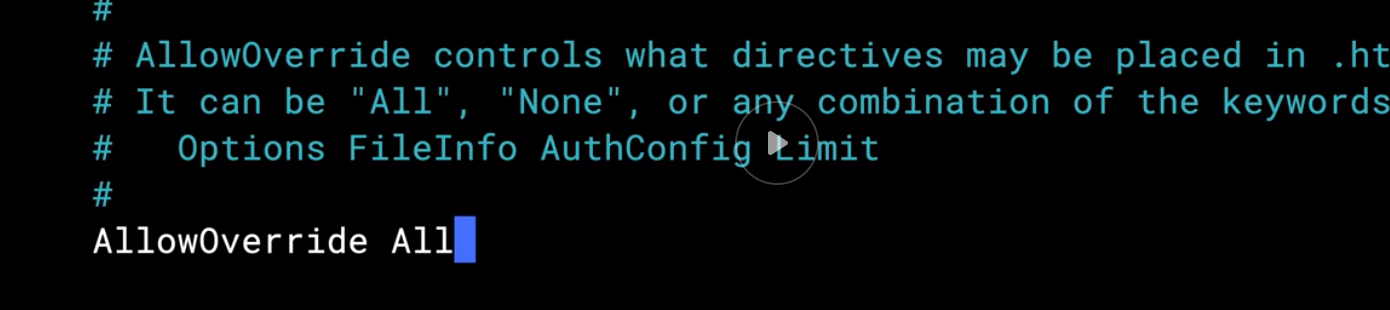 #
# AllowOverride controls what directives may be placed in .ht
# It can be "All", "None", or any combination of the keywords
#   Options FileInfo AuthConfig Limit
#
AllowOverride All